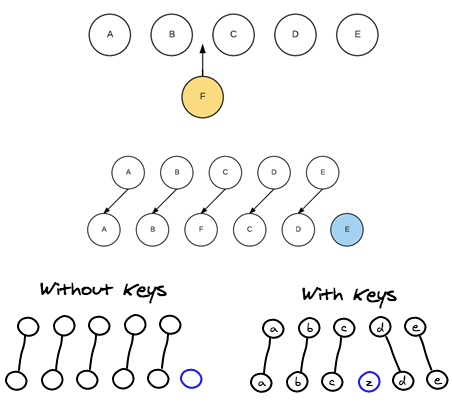 A B C D E
F
A B C D E
A B F C D E
Without Keys
With Keys
a b c d e
a b c z d e